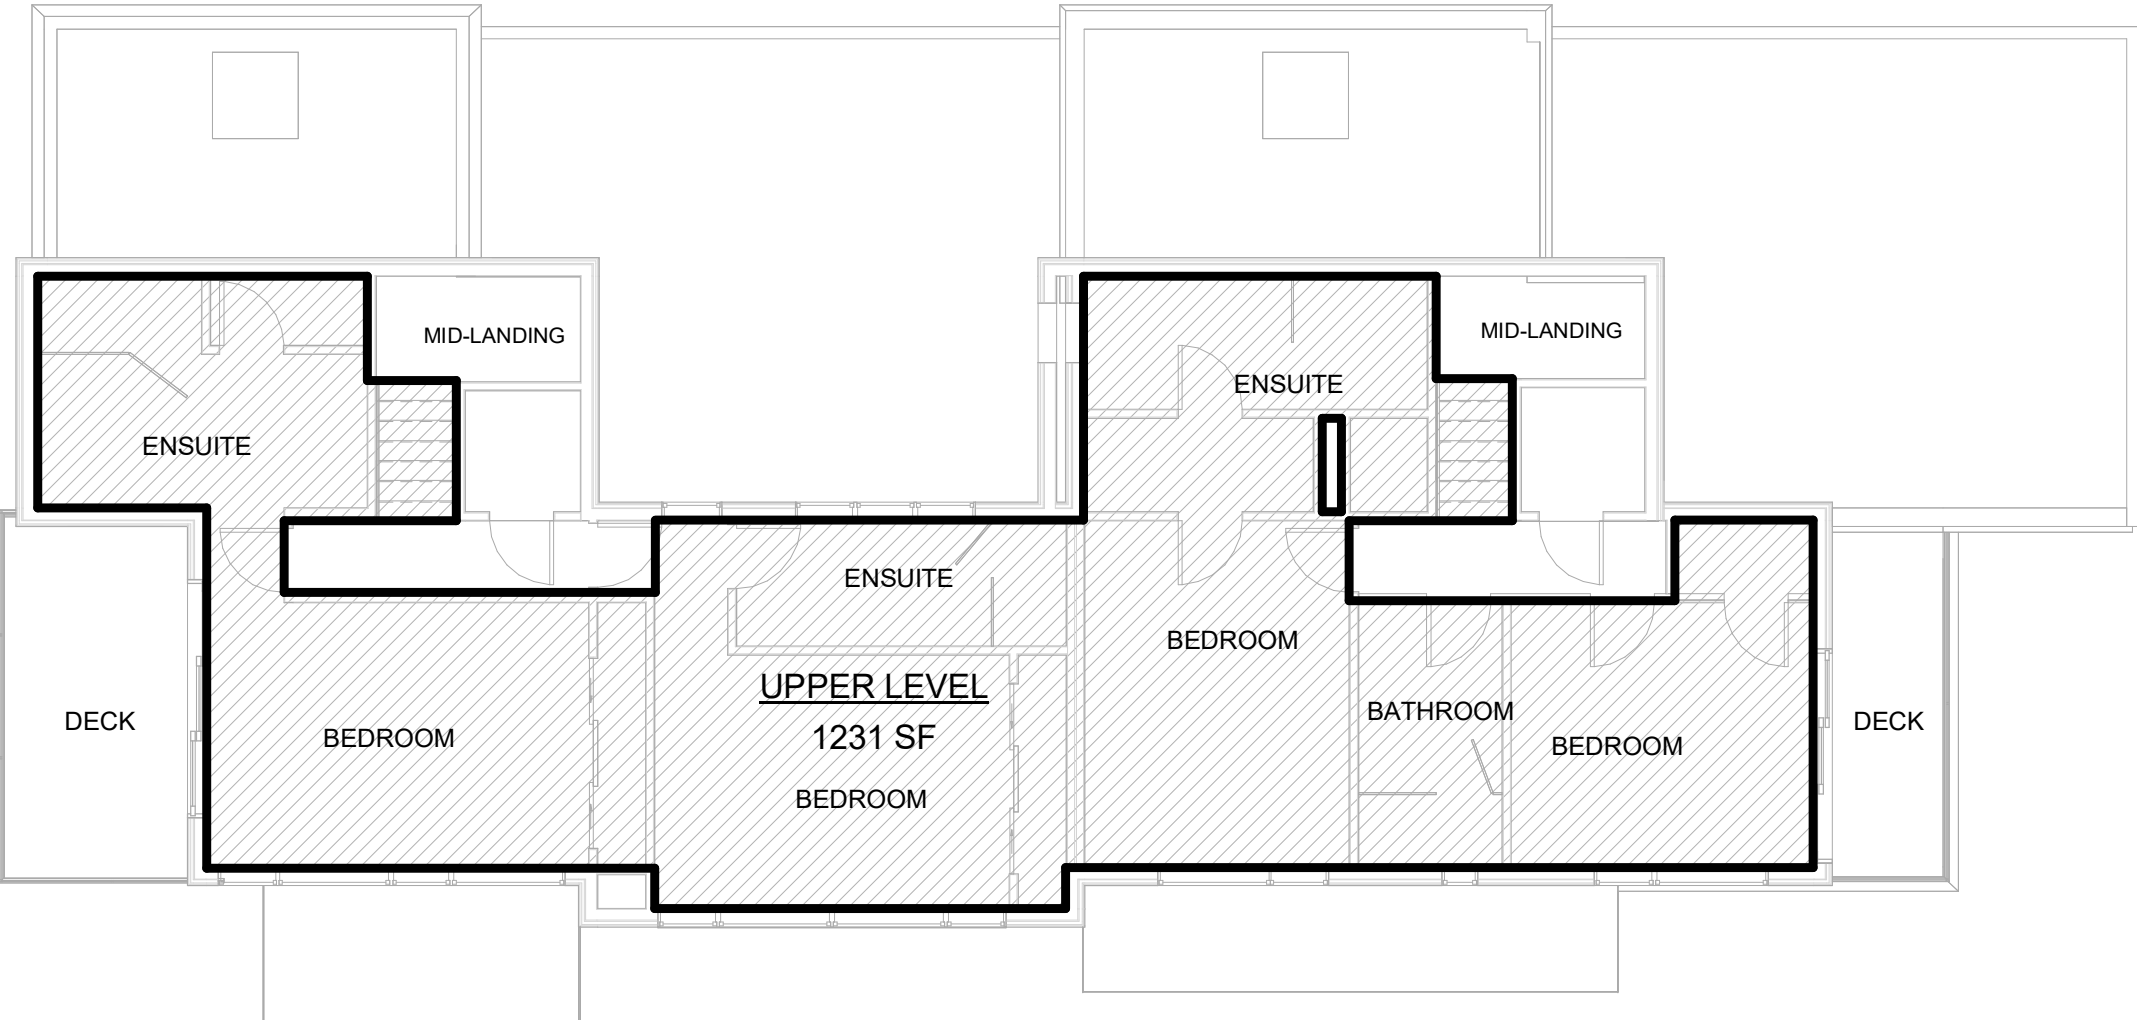 MID-LANDING
MID-LANDING
ENSUITE
ENSUITE
ENSUITE
BEDROOM
UPPER LEVEL
1231 SF
DECK
BEDROOM
BEDROOM
BATHROOM
BEDROOM
DECK